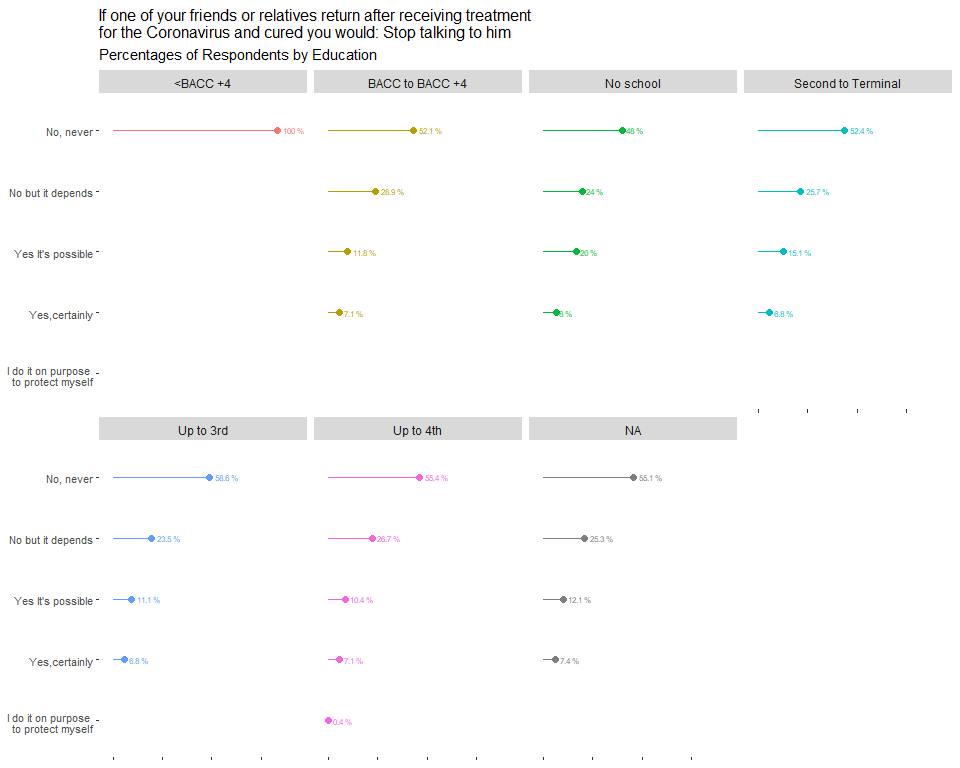 If one of your friends or relatives return after receiving treatment
for the Coronavirus and cured you would: Stop talking to him
Percentages of Respondents by Education
<BACC +4
BACC to BACC +4
No school
Second to Terminal
No, never
100 %
52.1 %
48 %
52.4 %
No but it depends
28.9 %
24 %
25.7 %
Yes It's possible
11.8 %
20 %
15.1 %
Yes,certainly
7.1 %
8 %
6.8 %
I do it on purpose
to protect myself
Up to 3rd
Up to 4th
NA
No, never
58.6 %
55.4 %
55.1 %
No but it depends
23.5 %
26.7 %
25.3 %
Yes It's possible
11.1 %
10.4 %
12.1 %
Yes,certainly
6.8 %
7.1 %
7.4 %
I do it on purpose
to protect myself
0.4 %